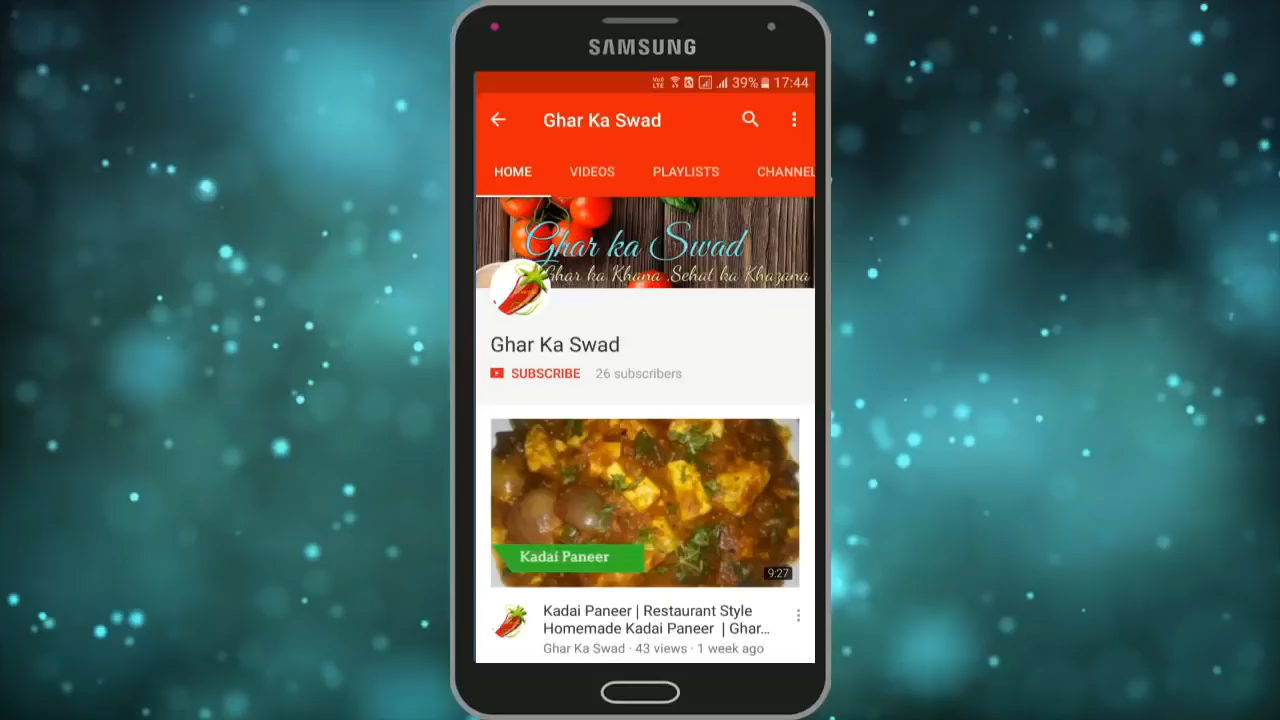 SAMSUNG
VoLTE 39% 17:44
Ghar Ka Swad
HOME VIDEOS PLAYLISTS CHANNEL
Ghar ka Swad
Ghar ka Khana ,Sehat ka Khazana
Ghar Ka Swad
SUBSCRIBE 26 subscribers
Kadai Paneer
9:27
Kadai Paneer | Restaurant Style
Homemade Kadai Paneer | Ghar...
Ghar Ka Swad · 43 views · 1 week ago